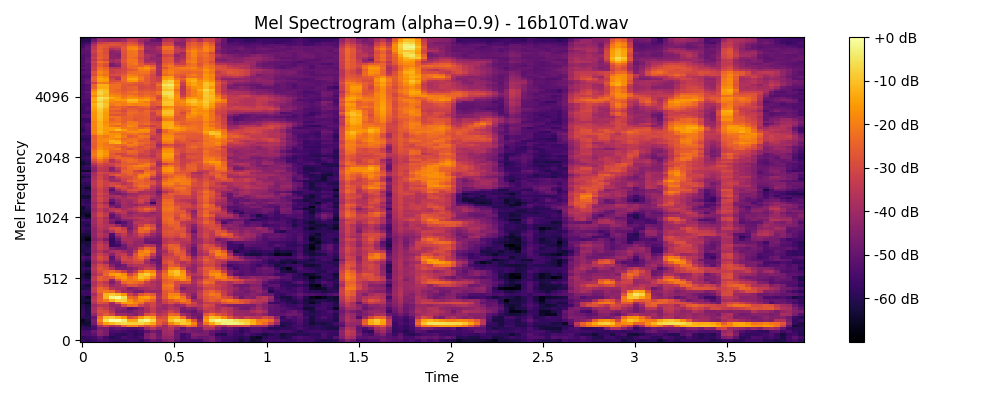 Mel Spectrogram (alpha=0.9) - 16b10Td.wav
+0 dB
-10 dB
-20 dB
-30 dB
-40 dB
-50 dB
-60 dB
Mel Frequency
4096
2048
1024
512
0
0 0.5 1 1.5 2 2.5 3 3.5
Time